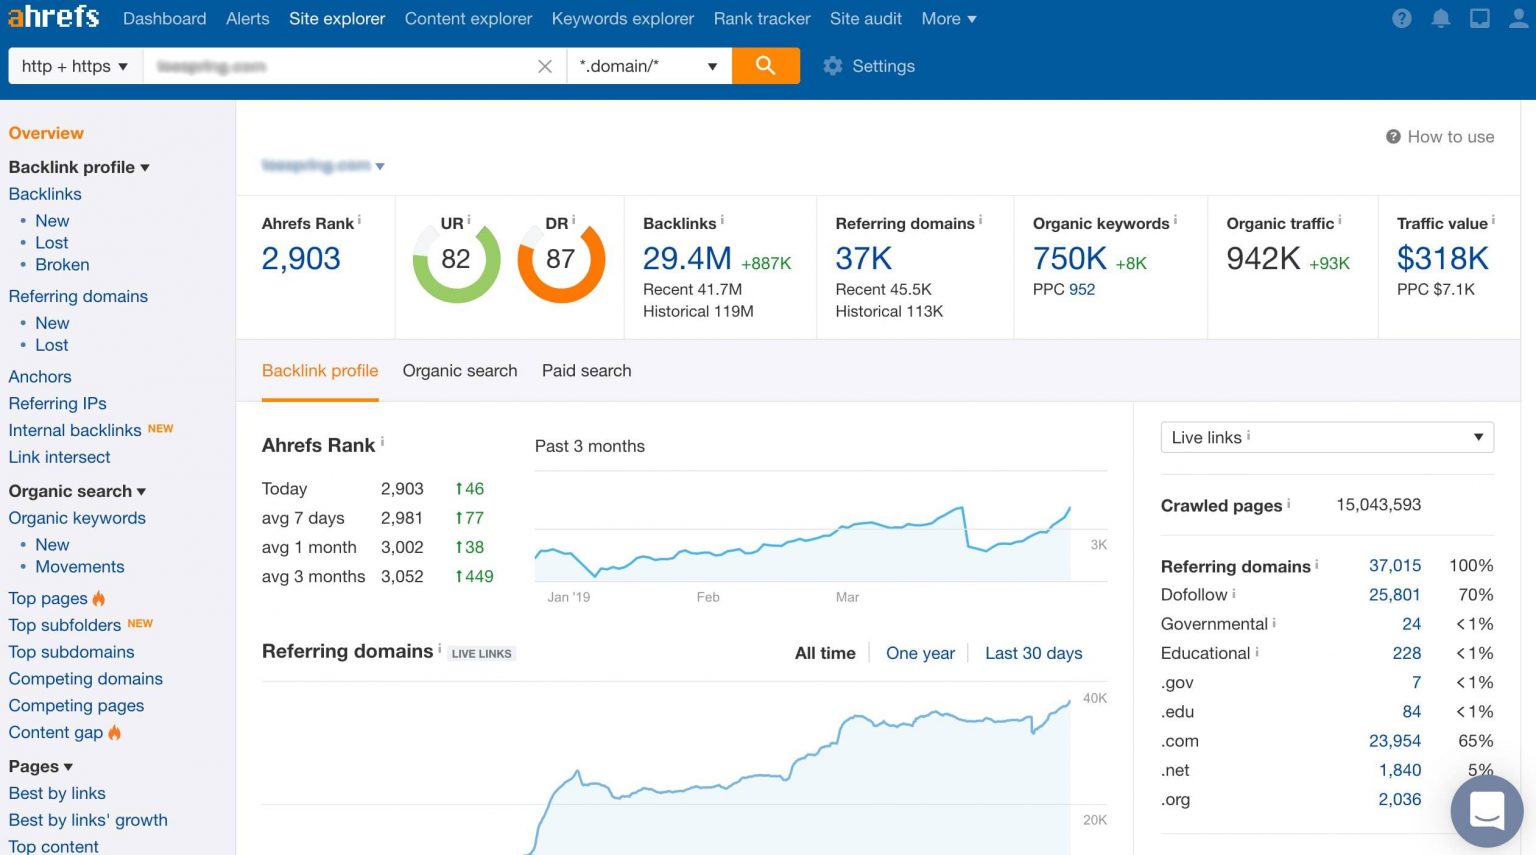 ahrefs Dashboard Alerts Site explorer Content explorer Keywords explorer Rank tracker Site audit More
http + https *.domain/* Settings
Overview
Backlink profile
Backlinks
• New
• Lost
• Broken
Referring domains
• New
• Lost
Anchors
Referring IPs
Internal backlinks NEW
Link intersect
Organic search
Organic keywords
• New
• Movements
Top pages
Top subfolders NEW
Top subdomains
Competing domains
Competing pages
Content gap
Pages
Best by links
Best by links' growth
Top content
How to use
Ahrefs Rank
2,903
UR
82
DR
87
Backlinks
29.4M +887K
Recent 41.7M
Historical 119M
Referring domains
37K
Recent 45.5K
Historical 113K
Organic keywords
750K +8K
PPC 952
Organic traffic
942K +93K
Traffic value
$318K
PPC $7.1K
Backlink profile Organic search Paid search
Ahrefs Rank
Today 2,903 ↑46
avg 7 days 2,981 ↑77
avg 1 month 3,002 ↑38
avg 3 months 3,052 ↑449
Past 3 months
3K
Jan '19 Feb Mar
Referring domains LIVE LINKS
All time One year Last 30 days
40K
20K
Live links
Crawled pages 15,043,593
Referring domains 37,015 100%
Dofollow 25,801 70%
Governmental 24 <1%
Educational 228 <1%
.gov 7 <1%
.edu 84 <1%
.com 23,954 65%
.net 1,840 5%
.org 2,036